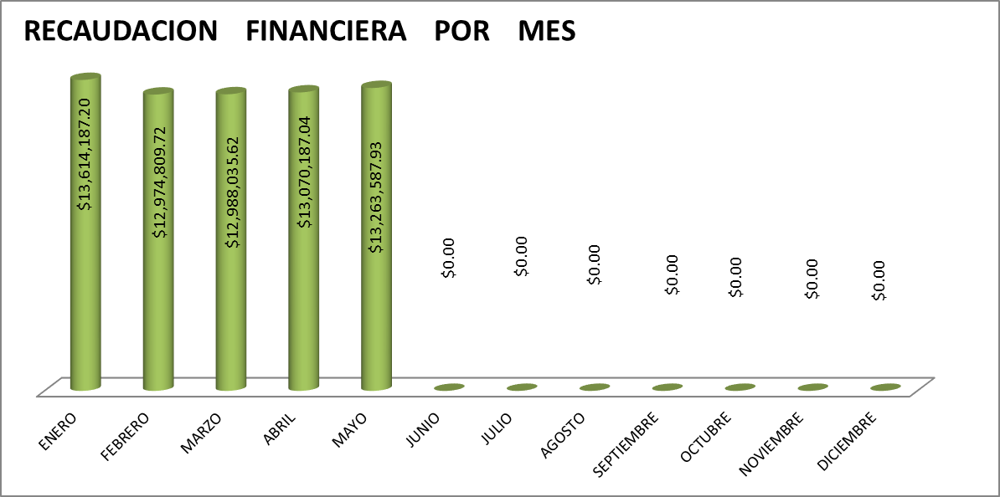 RECAUDACION FINANCIERA POR MES
$13,614,187.20
$12,974,809.72
$12,988,035.62
$13,070,187.04
$13,263,587.93
$0.00
$0.00
$0.00
$0.00
$0.00
$0.00
$0.00
ENERO
FEBRERO
MARZO
ABRIL
MAYO
JUNIO
JULIO
AGOSTO
SEPTIEMBRE
OCTUBRE
NOVIEMBRE
DICIEMBRE